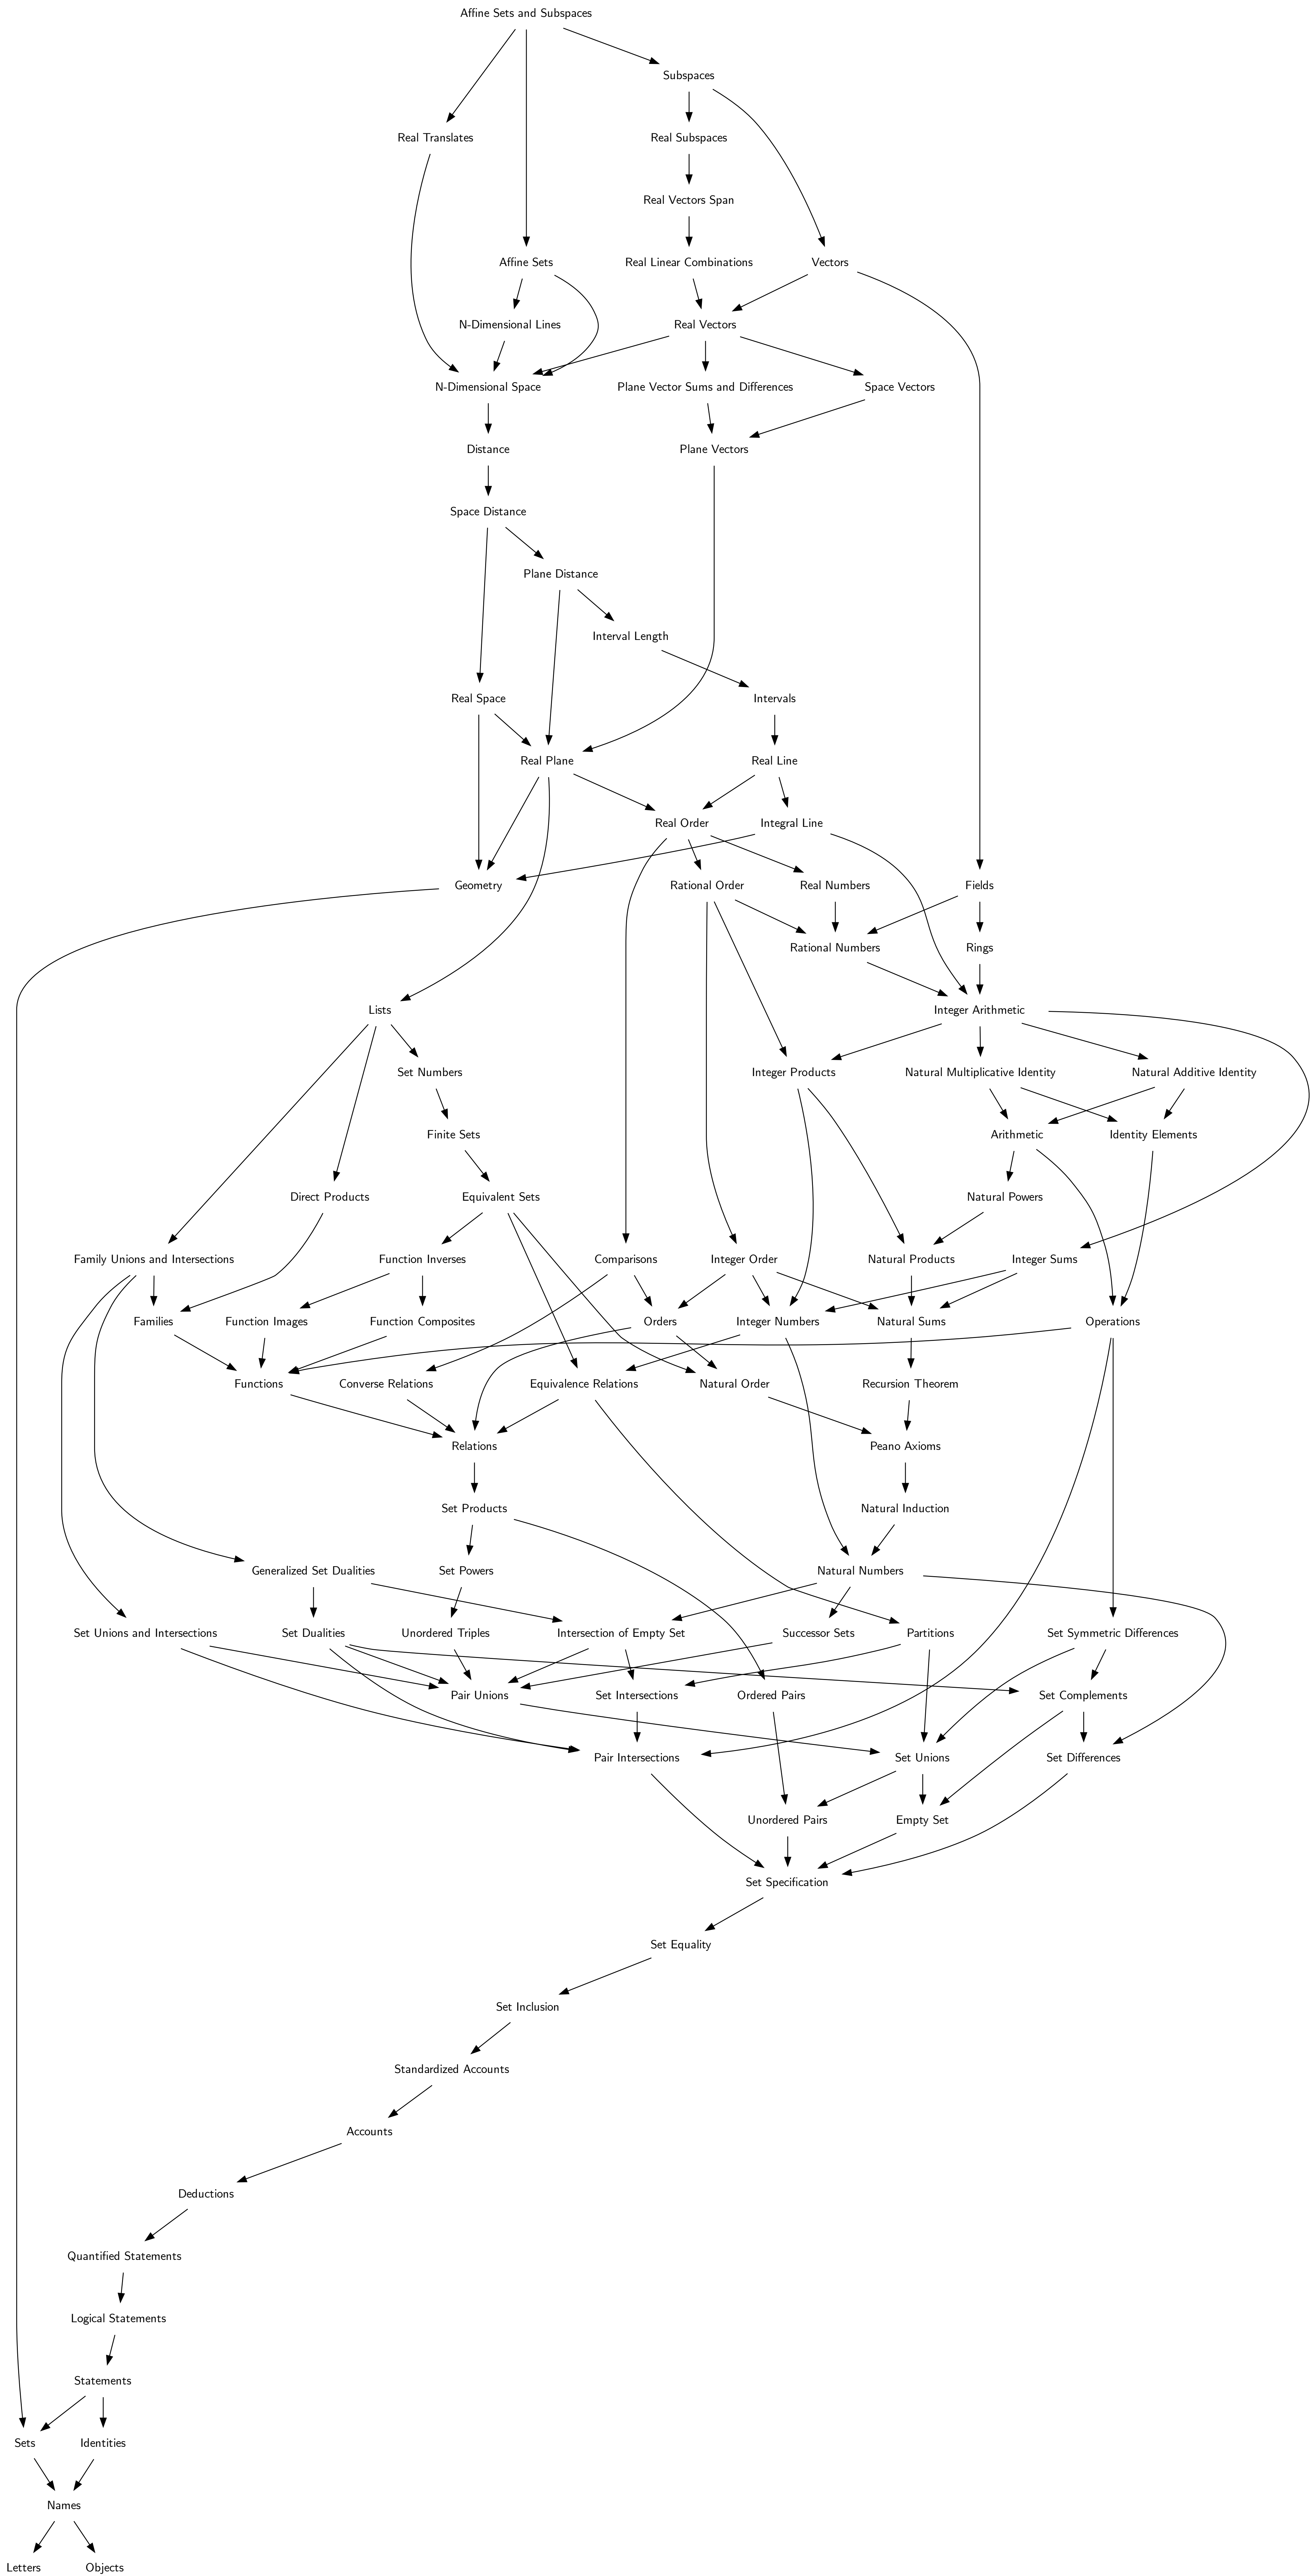 Affine Sets and Subspaces
Subspaces
Real Translates
Real Subspaces
Real Vectors Span
Affine Sets
Real Linear Combinations
Vectors
N-Dimensional Lines
Real Vectors
N-Dimensional Space
Plane Vector Sums and Differences
Space Vectors
Distance
Plane Vectors
Space Distance
Plane Distance
Interval Length
Real Space
Intervals
Real Plane
Real Line
Real Order
Integral Line
Geometry
Rational Order
Real Numbers
Fields
Rational Numbers
Rings
Lists
Integer Arithmetic
Set Numbers
Integer Products
Natural Multiplicative Identity
Natural Additive Identity
Finite Sets
Arithmetic
Identity Elements
Direct Products
Equivalent Sets
Natural Powers
Family Unions and Intersections
Function Inverses
Comparisons
Integer Order
Natural Products
Integer Sums
Families
Function Images
Function Composites
Orders
Integer Numbers
Natural Sums
Operations
Functions
Converse Relations
Equivalence Relations
Natural Order
Recursion Theorem
Relations
Peano Axioms
Set Products
Natural Induction
Generalized Set Dualities
Set Powers
Natural Numbers
Set Unions and Intersections
Set Dualities
Unordered Triples
Intersection of Empty Set
Successor Sets
Partitions
Set Symmetric Differences
Pair Unions
Set Intersections
Ordered Pairs
Set Complements
Pair Intersections
Set Unions
Set Differences
Unordered Pairs
Empty Set
Set Specification
Set Equality
Set Inclusion
Standardized Accounts
Accounts
Deductions
Quantified Statements
Logical Statements
Statements
Sets
Identities
Names
Letters
Objects